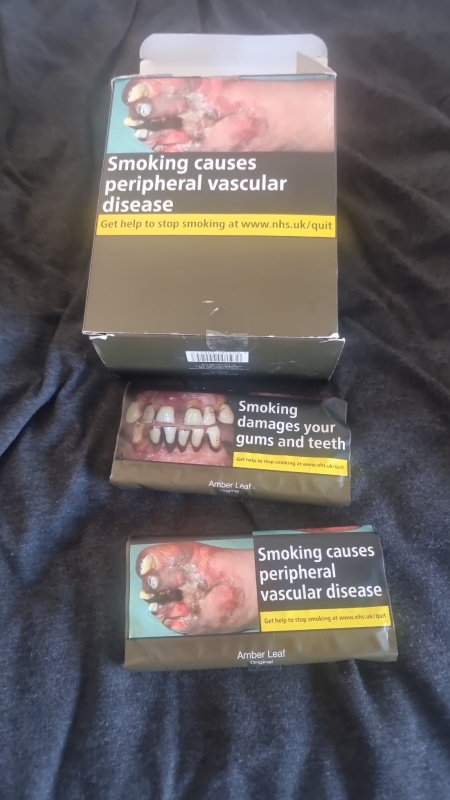 Smoking causes
peripheral vascular
disease
Get help to stop smoking at www.nhs.uk/quit
Smoking
damages your
gums and teeth
Get help to stop smoking at www.nhs.uk/quit
Amber Leaf
Original
Smoking causes
peripheral
vascular disease
Get help to stop smoking at www.nhs.uk/quit
Amber Leaf
Original